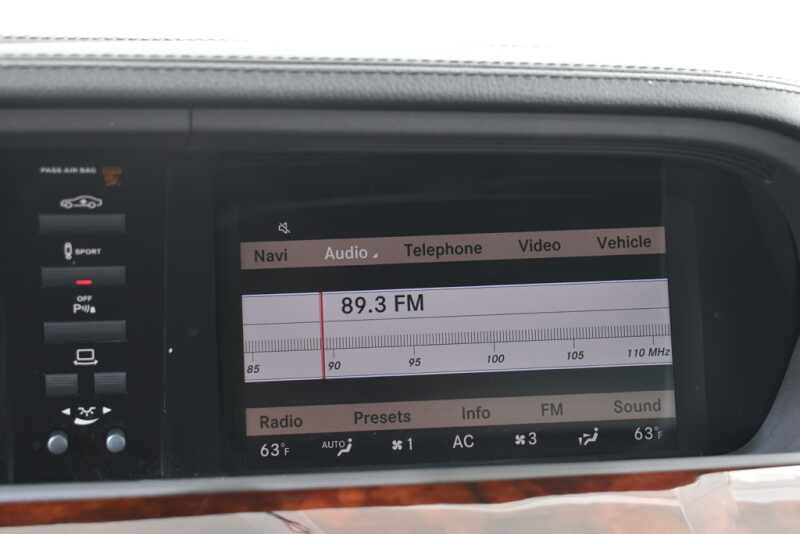 PASS AIR BAG
SPORT
OFF
P
Navi Audio Telephone Video Vehicle
89.3 FM
85 90 95 100 105 110 MHz
Radio Presets Info FM Sound
63°F AUTO 1 AC 3 63°F